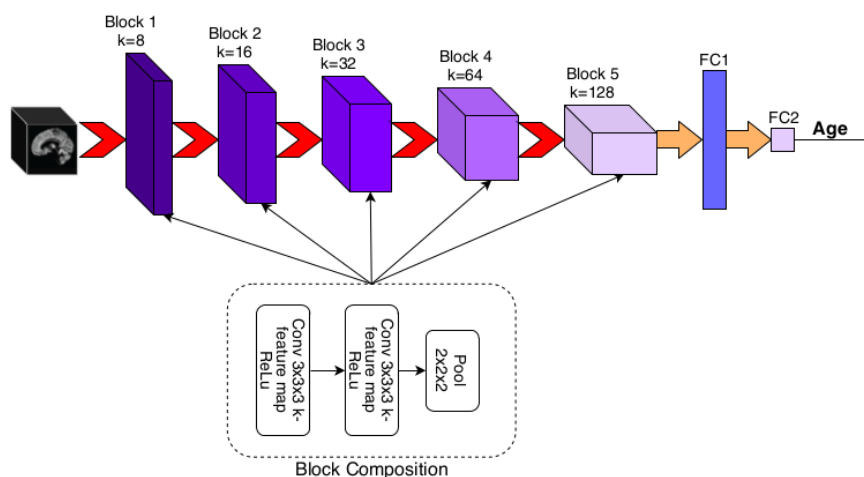 Block 1
k=8
Block 2
k=16
Block 3
k=32
Block 4
k=64
Block 5
k=128
FC1
FC2
Age
Conv 3x3x3 k-
feature map
ReLu
Conv 3x3x3 k-
feature map
ReLu
Pool
2x2x2
Block Composition